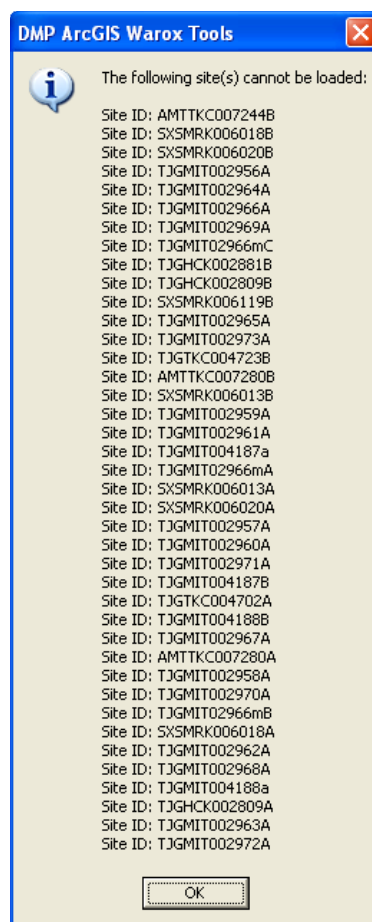 DMP ArcGIS Warox Tools
The following site(s) cannot be loaded:
Site ID: AMTTKC007244B
Site ID: SXSMRK006018B
Site ID: SXSMRK006020B
Site ID: TJGMIT002956A
Site ID: TJGMIT002964A
Site ID: TJGMIT002966A
Site ID: TJGMIT002969A
Site ID: TJGMIT02966mC
Site ID: TJGHCK002881B
Site ID: TJGHCK002809B
Site ID: SXSMRK006119B
Site ID: TJGMIT002965A
Site ID: TJGMIT002973A
Site ID: TJGTKC004723B
Site ID: AMTTKC007280B
Site ID: SXSMRK006013B
Site ID: TJGMIT002959A
Site ID: TJGMIT002961A
Site ID: TJGMIT004187a
Site ID: TJGMIT02966mA
Site ID: SXSMRK006013A
Site ID: SXSMRK006020A
Site ID: TJGMIT002957A
Site ID: TJGMIT002960A
Site ID: TJGMIT002971A
Site ID: TJGMIT004187B
Site ID: TJGTKC004702A
Site ID: TJGMIT004188B
Site ID: TJGMIT002967A
Site ID: AMTTKC007280A
Site ID: TJGMIT002958A
Site ID: TJGMIT002970A
Site ID: TJGMIT02966mB
Site ID: SXSMRK006018A
Site ID: TJGMIT002962A
Site ID: TJGMIT002968A
Site ID: TJGMIT004188a
Site ID: TJGHCK002809A
Site ID: TJGMIT002963A
Site ID: TJGMIT002972A
OK